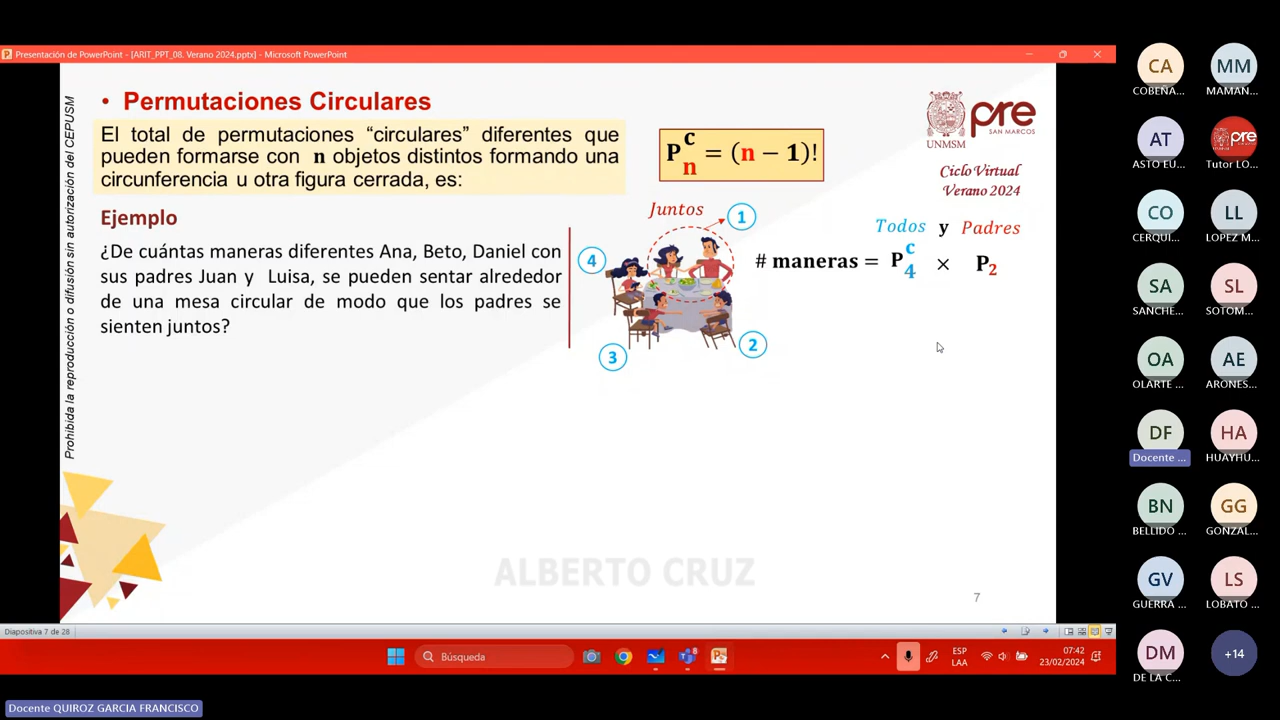 Presentación de PowerPoint - [ARIT_PPT_08. Verano 2024.pptx] - Microsoft PowerPoint
Prohibida la reproducción o difusión sin autorización del CEPUSM
• Permutaciones Circulares
El total de permutaciones “circulares” diferentes que
pueden formarse con n objetos distintos formando una
circunferencia u otra figura cerrada, es:
P c n = (n − 1)!
UNMSM
pre
SAN MARCOS
Ciclo Virtual
Verano 2024
Ejemplo
¿De cuántas maneras diferentes Ana, Beto, Daniel con
sus padres Juan y Luisa, se pueden sentar alrededor
de una mesa circular de modo que los padres se
sienten juntos?
Juntos
1
4
3
2
Todos y Padres
# maneras = P c 4 × P2
ALBERTO CRUZ
7
Diapositiva 7 de 28
Búsqueda
8
ESP
LAA
07:42
23/02/2024
CA
COBEÑA...
MM
MAMAN...
AT
ASTO EU...
pre
Tutor LO...
CO
CERQUI...
LL
LOPEZ M...
SA
SANCHE...
SL
SOTOM...
OA
OLARTE ...
AE
ARONES...
DF
Docente ...
HA
HUAYHU...
BN
BELLIDO ...
GG
GONZAL...
GV
GUERRA ...
LS
LOBATO ...
DM
DE LA C...
+14
Docente QUIROZ GARCIA FRANCISCO